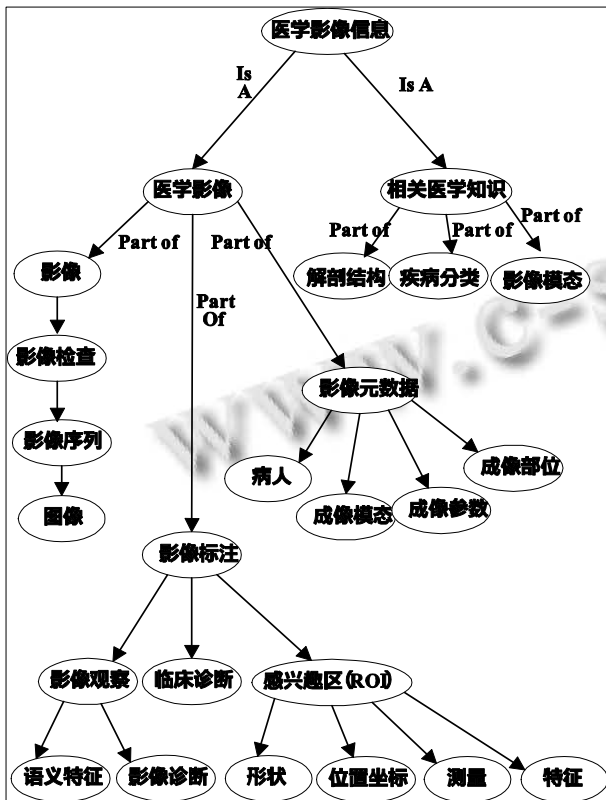 医学影像信息
Is
A
Is A
医学影像
相关医学知识
Part of
Part of
Part of
Part of
Part of
影像
解剖结构
疾病分类
影像模态
Part
Of
影像检查
影像元数据
影像序列
病人
成像部位
图像
成像模态
成像参数
影像标注
影像观察
临床诊断
感兴趣区(ROI)
语义特征
影像诊断
形状
位置坐标
测量
特征